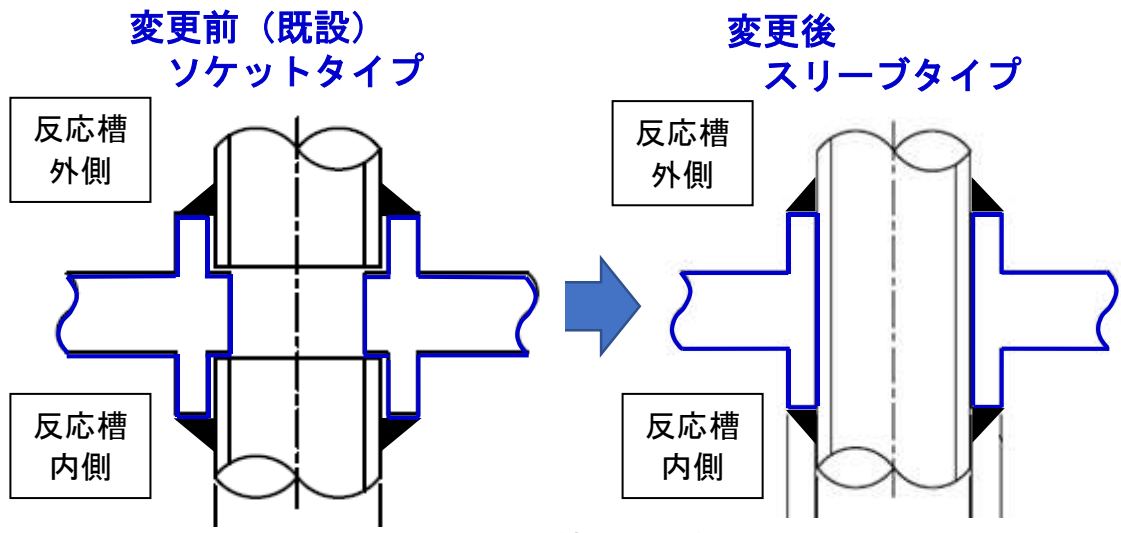 変更前（既設）
ソケットタイプ
反応槽
外側
反応槽
内側
変更後
スリーブタイプ
反応槽
外側
反応槽
内側